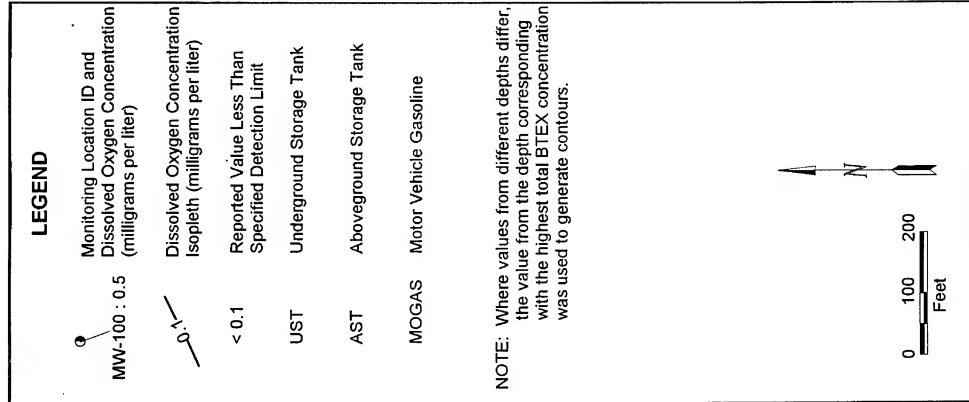 LEGEND
MW-100 : 0.5
Monitoring Location ID and
Dissolved Oxygen Concentration
(milligrams per liter)
0.1
Dissolved Oxygen Concentration
Isopleth (milligrams per liter)
< 0.1
Reported Value Less Than
Specified Detection Limit
UST Underground Storage Tank
AST Aboveground Storage Tank
MOGAS Motor Vehicle Gasoline
NOTE: Where values from different depths differ,
the value from the depth corresponding
with the highest total BTEX concentration
was used to generate contours.
N
0 100 200
Feet